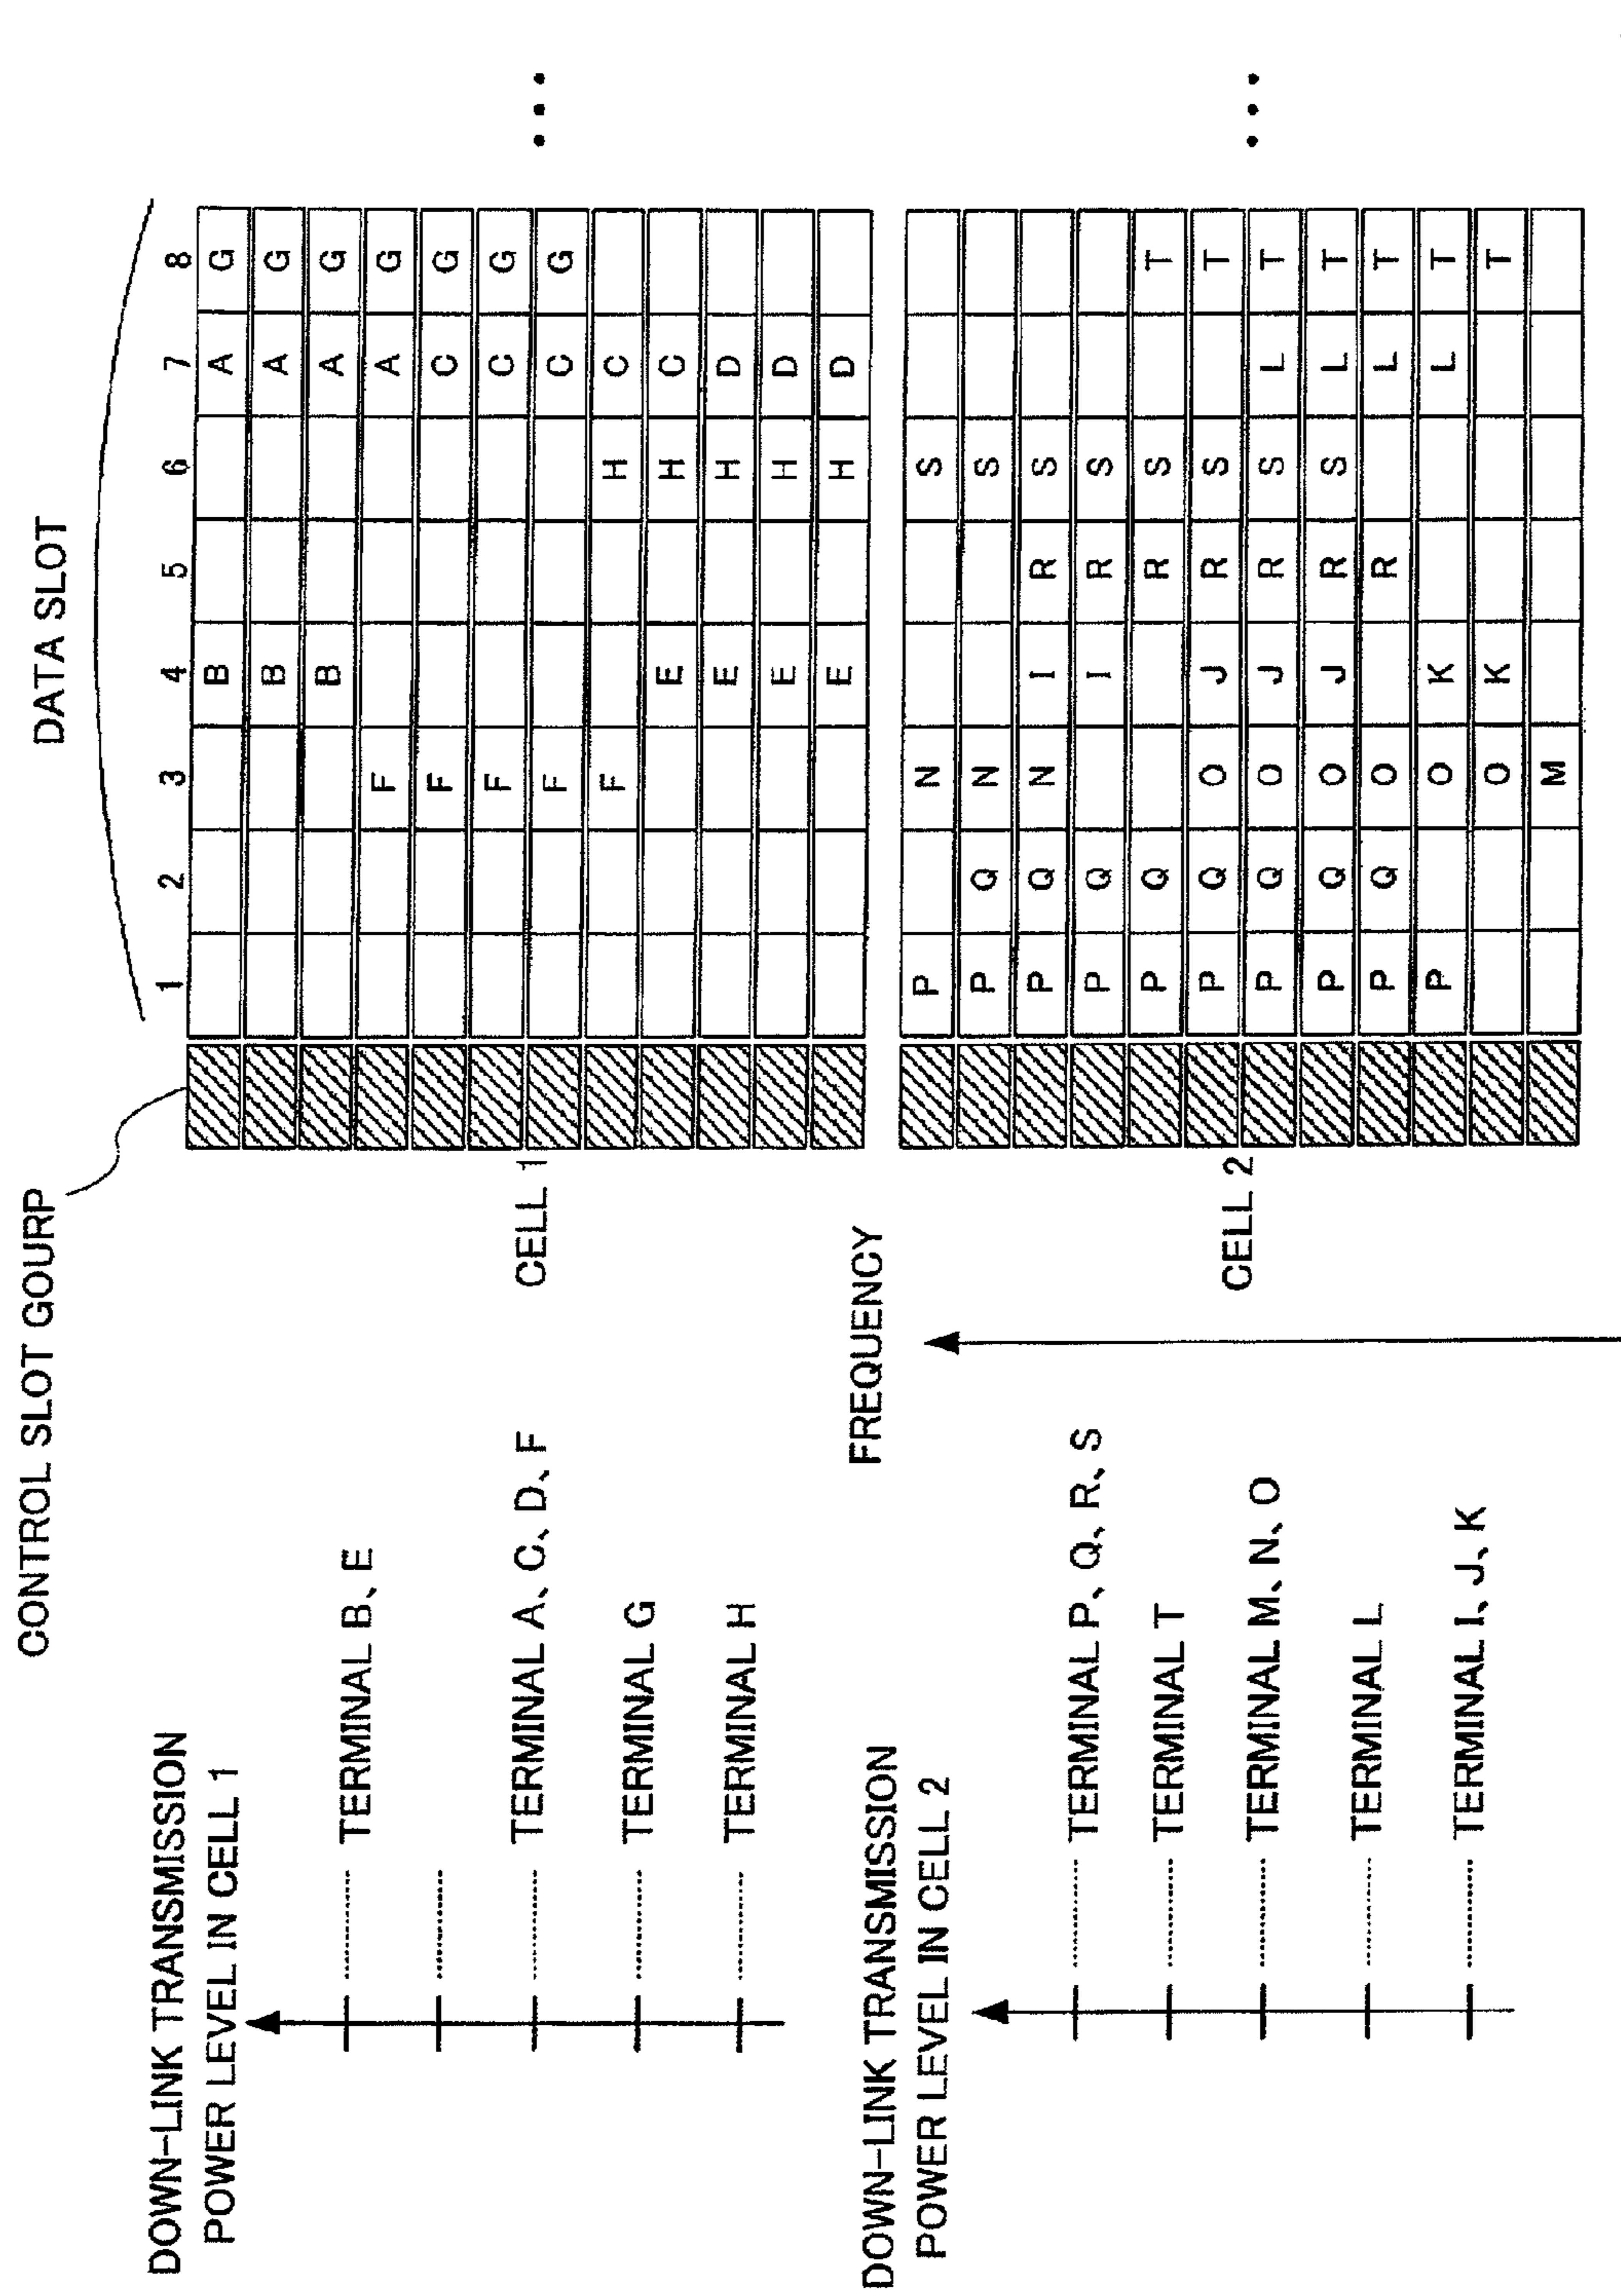 CONTROL SLOT GOURP
DATA SLOT
1 2 3 4 5 6 7 8
DOWN-LINK TRANSMISSION
POWER LEVEL IN CELL 1
TERMINAL B、E
TERMINAL A、C、D、F
TERMINAL G
TERMINAL H
CELL 1
B A G
B A G
B A G
F A G
F C G
F C G
F C G
F H C
E H C
E H D
E H D
E H D
...
FREQUENCY
DOWN-LINK TRANSMISSION
POWER LEVEL IN CELL 2
TERMINAL P、Q、R、S
TERMINAL T
TERMINAL M、N、O
TERMINAL L
TERMINAL I、J、K
CELL 2
P N S
P Q N S
P Q N I R S
P Q I R S
P Q R S T
P Q O J R S T
P Q O J R S L T
P Q O J R S L T
P Q O R L T
P O K L T
O K T
M
...